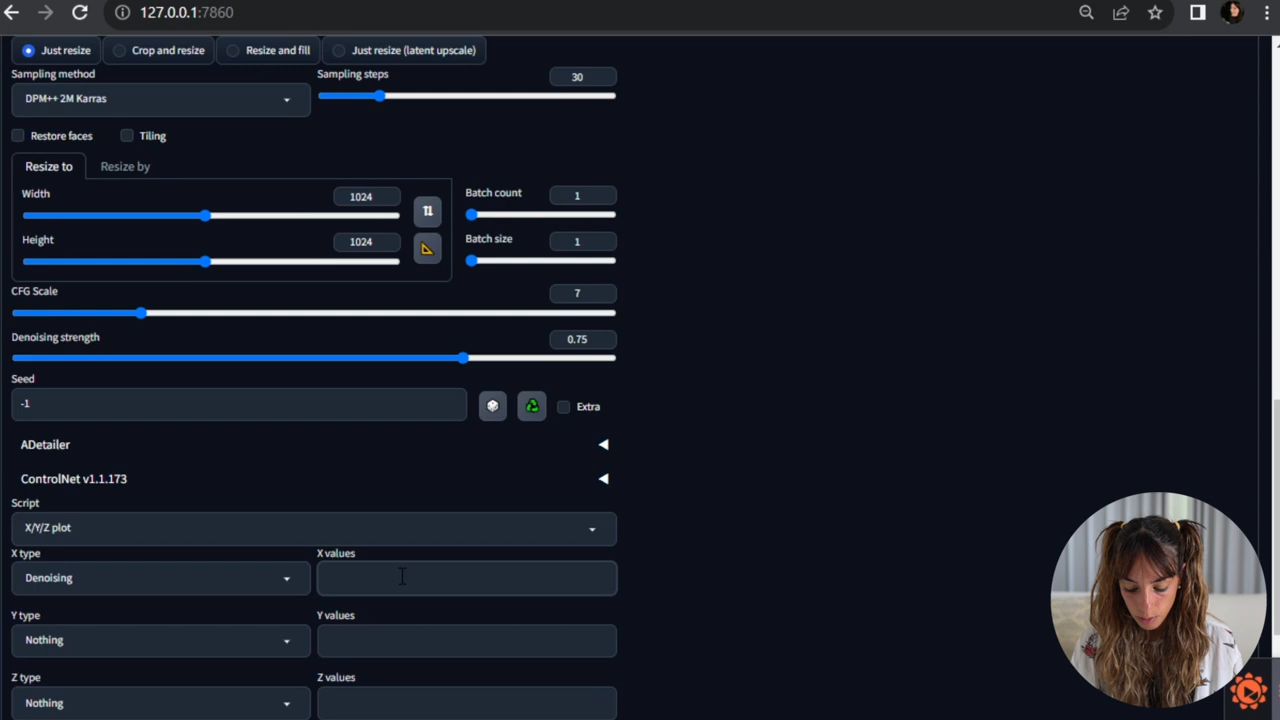 127.0.0.1:7860
Just resize
Crop and resize
Resize and fill
Just resize (latent upscale)
Sampling method
Sampling steps
30
DPM++ 2M Karras
Restore faces
Tiling
Resize to
Resize by
Width
1024
Batch count
1
Height
1024
Batch size
1
CFG Scale
7
Denoising strength
0.75
Seed
-1
Extra
ADetailer
ControlNet v1.1.173
Script
X/Y/Z plot
X type
X values
Denoising
Y type
Y values
Nothing
Z type
Z values
Nothing